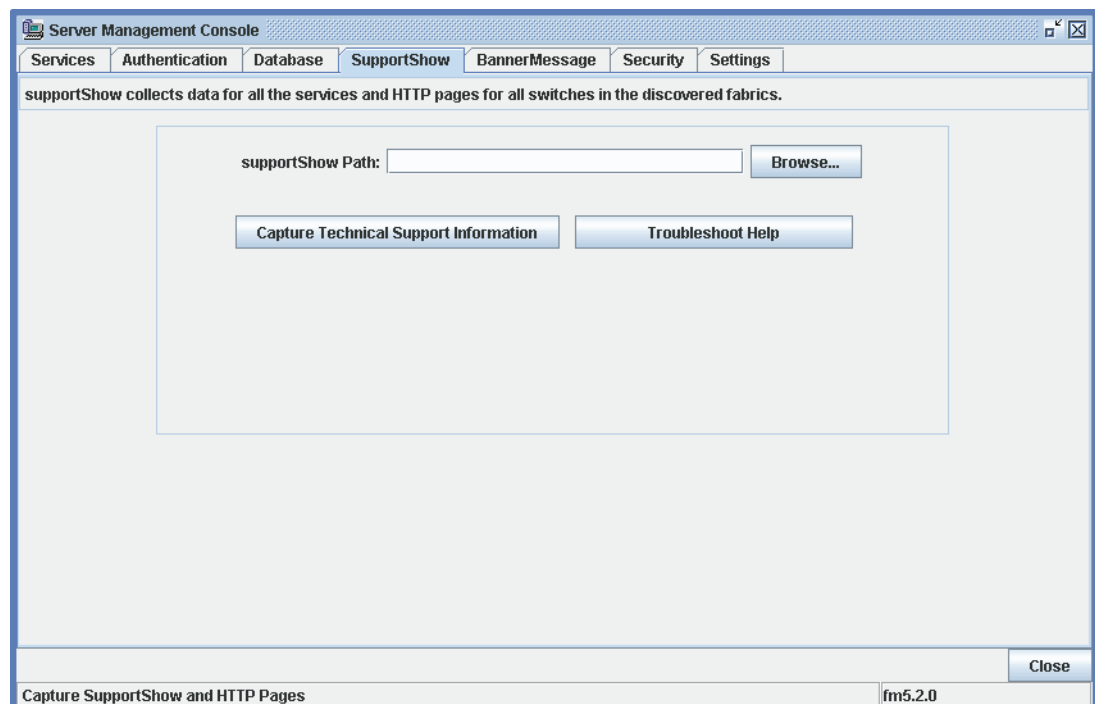 Server Management Console
Services Authentication Database SupportShow BannerMessage Security Settings
supportShow collects data for all the services and HTTP pages for all switches in the discovered fabrics.
supportShow Path: Browse...
Capture Technical Support Information Troubleshoot Help
Close
Capture SupportShow and HTTP Pages fm5.2.0